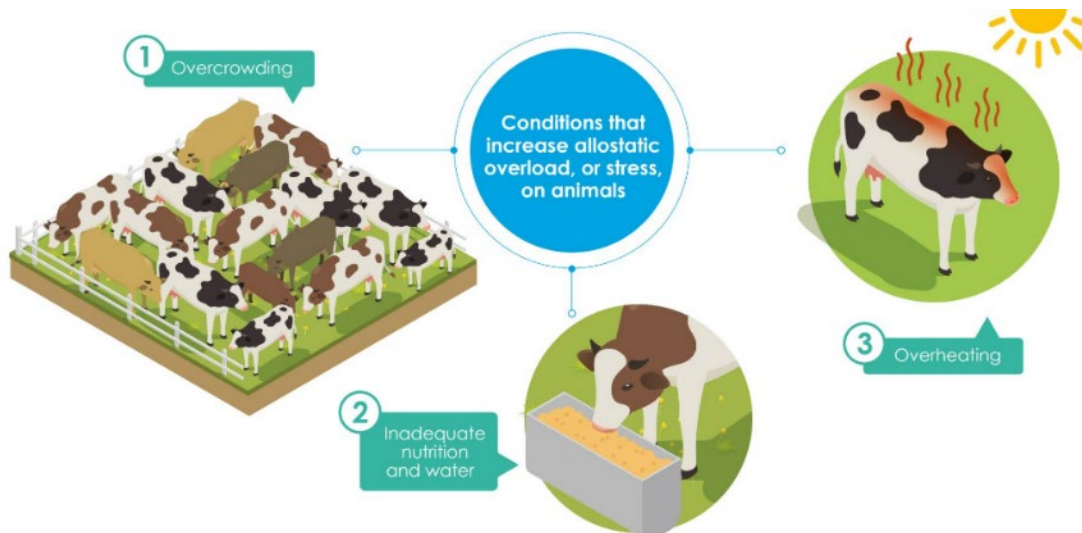 1
Overcrowding
Conditions that
increase allostatic
overload, or stress,
on animals
2
Inadequate
nutrition
and water
3
Overheating